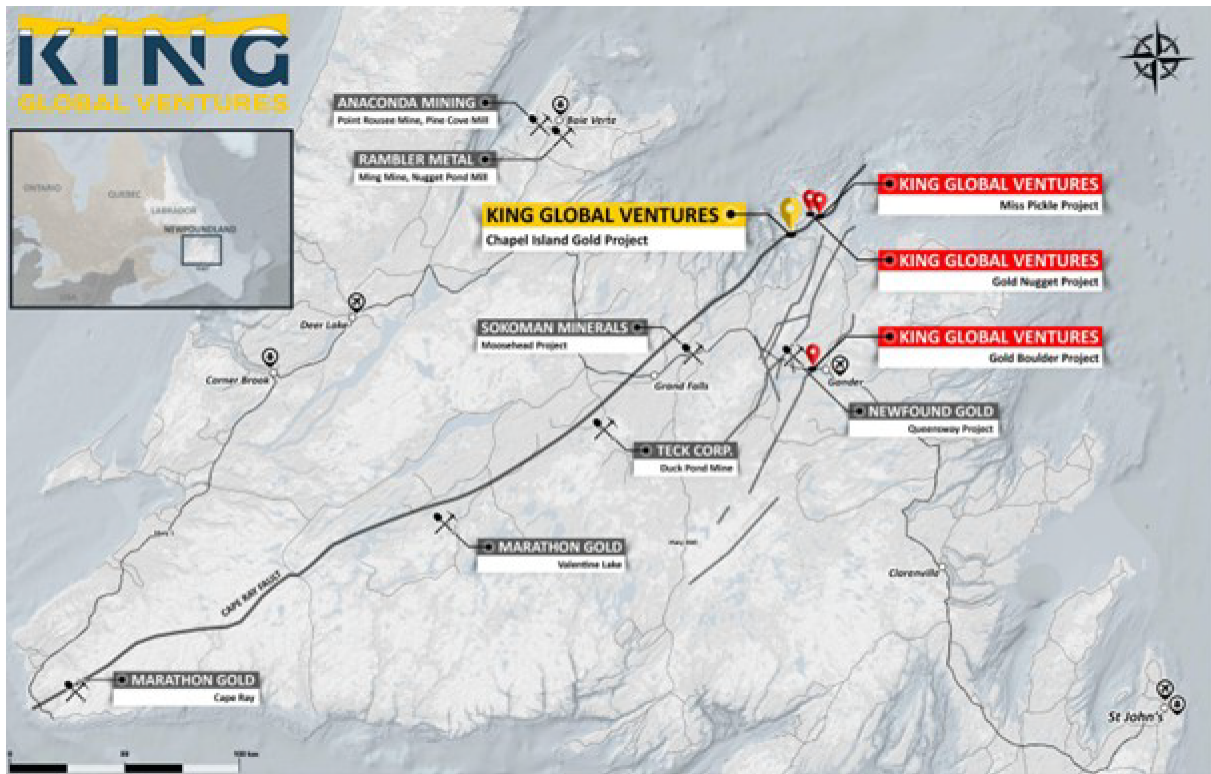 KING
GLOBAL VENTURES
ONTARIO
QUEBEC
LABRADOR
NEWFOUNDLAND
ANACONDA MINING
Point Rousee Mine, Pine Cove Mill
Baie Verte
RAMBLER METAL
Ming Mine, Nugget Pond Mill
KING GLOBAL VENTURES
Chapel Island Gold Project
KING GLOBAL VENTURES
Miss Pickle Project
KING GLOBAL VENTURES
Gold Nugget Project
KING GLOBAL VENTURES
Gold Boulder Project
Deer Lake
SOKOMAN MINERALS
Moosehead Project
Corner Brook
Grand Falls
Gander
NEWFOUND GOLD
Queensway Project
TECK CORP.
Duck Pond Mine
MARATHON GOLD
Valentine Lake
Clarenville
CAPE RAY FAULT
MARATHON GOLD
Cape Ray
St John's
0
100 km